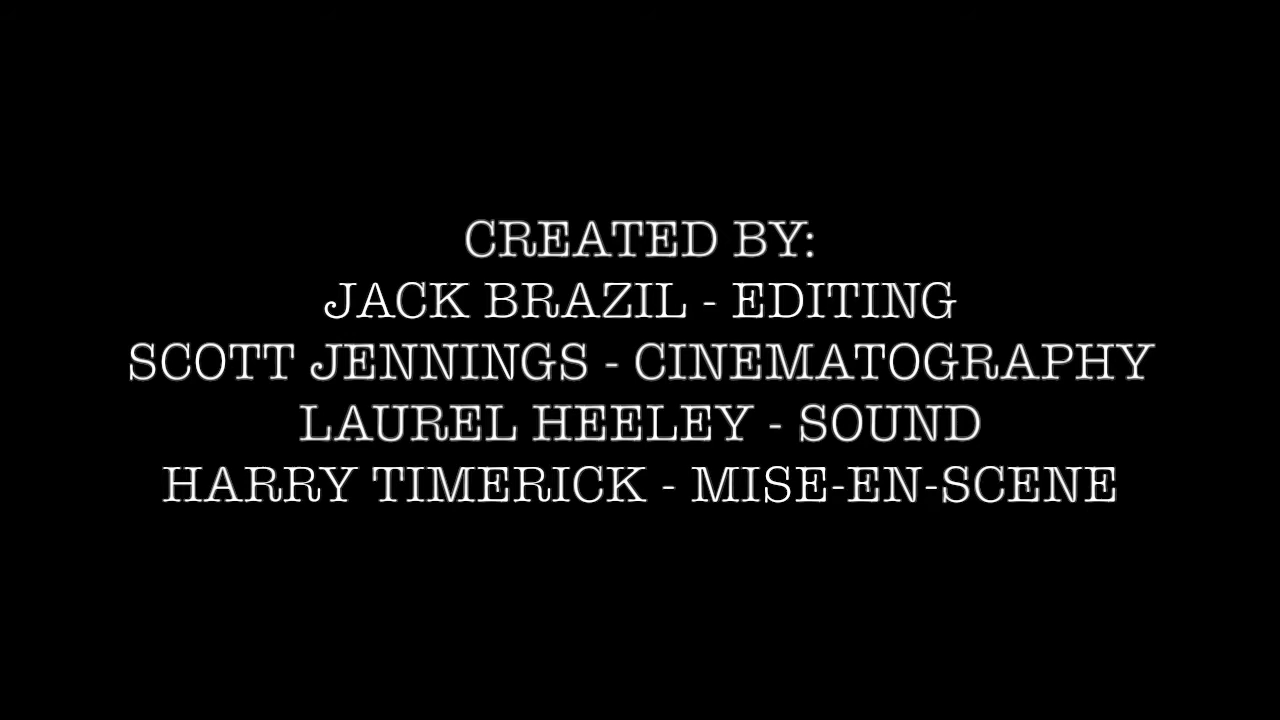 CREATED BY:
JACK BRAZIL - EDITING
SCOTT JENNINGS - CINEMATOGRAPHY
LAUREL HEELEY - SOUND
HARRY TIMERICK - MISE-EN-SCENE